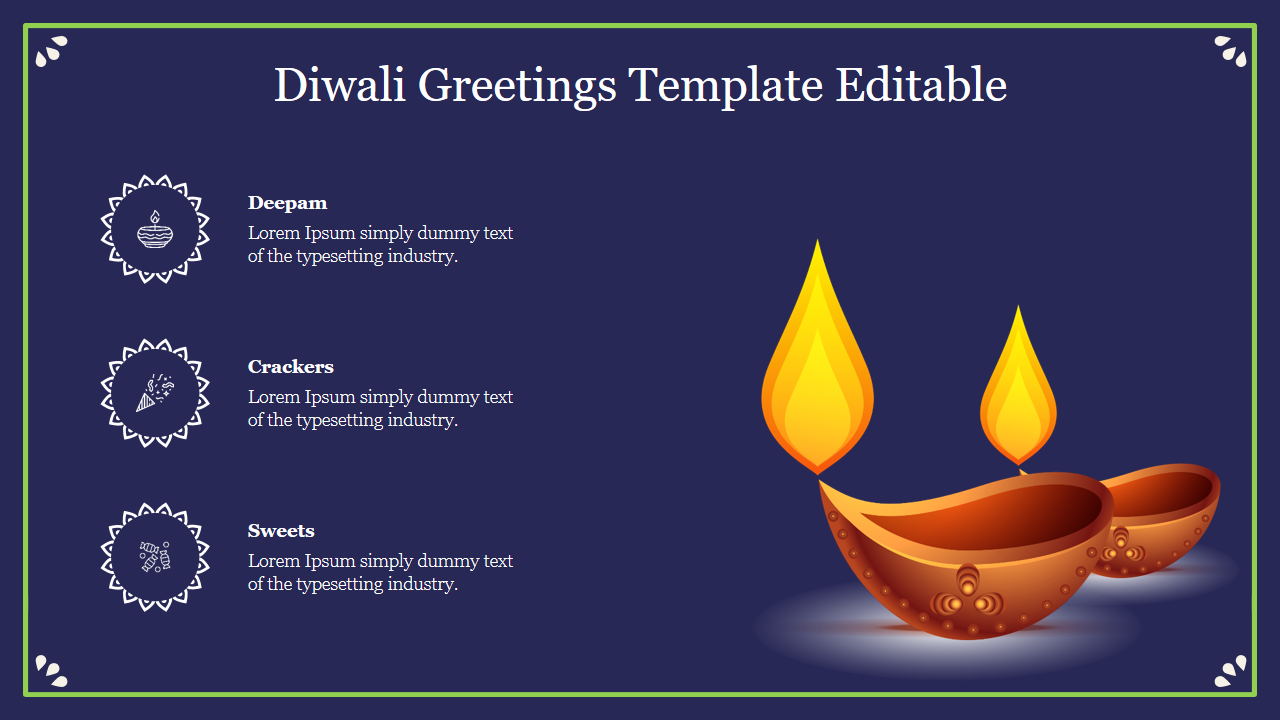 Diwali Greetings Template Editable
Deepam
Lorem Ipsum simply dummy text
of the typesetting industry.
Crackers
Lorem Ipsum simply dummy text
of the typesetting industry.
Sweets
Lorem Ipsum simply dummy text
of the typesetting industry.